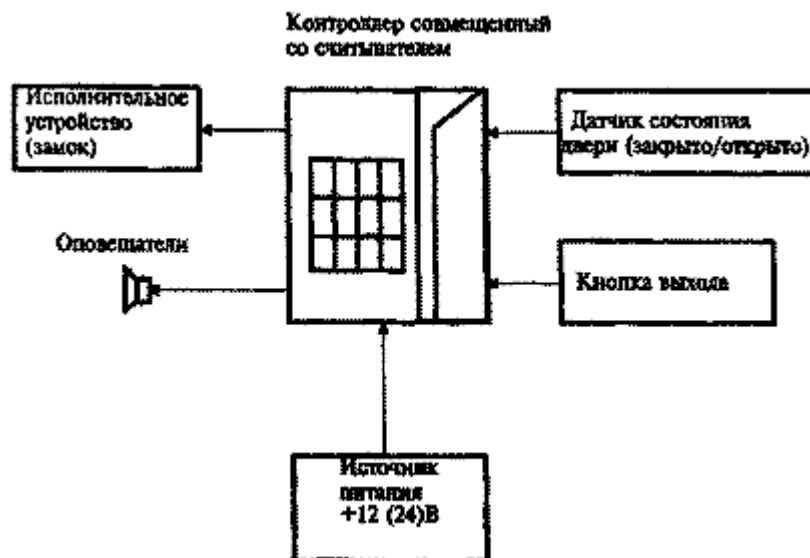 Контроллер совмещенный
со считывателем
Исполнительное
устройство
(замок)
Датчик состояния
двери (закрыто/открыто)
Оповещатели
Кнопка выхода
Источник
питания
+12 (24)В